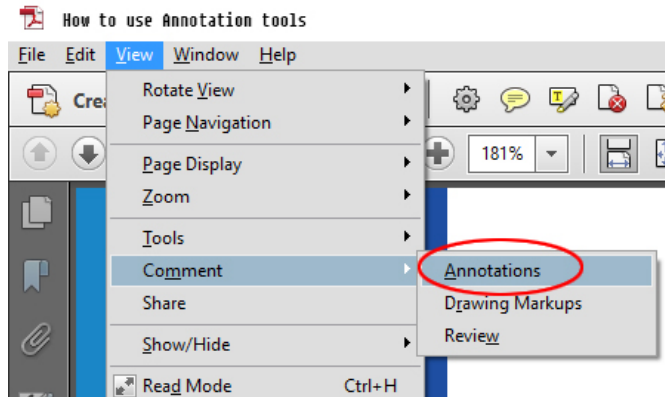 How to use Annotation tools
File Edit View Window Help
Rotate View
Page Navigation
181%
Page Display
Zoom
Tools
Comment
Annotations
Share
Drawing Markups
Show/Hide
Review
Read Mode Ctrl+H